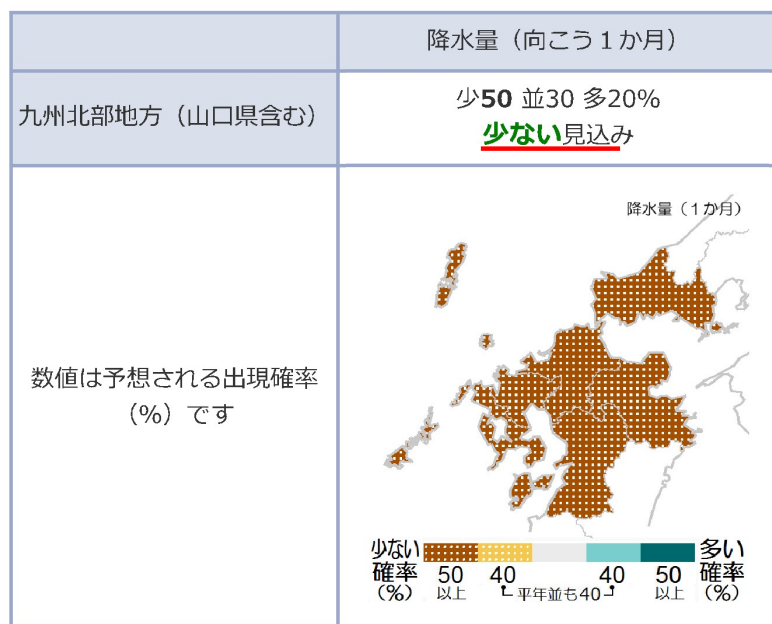 降水量（向こう１か月）
九州北部地方（山口県含む）
少50 並30 多20%
少ない見込み
数値は予想される出現確率
（%）です
降水量（１か月）
少ない
確率
（%）
50
以上
40
平年並も40
40
50
以上
多い
確率
（%）